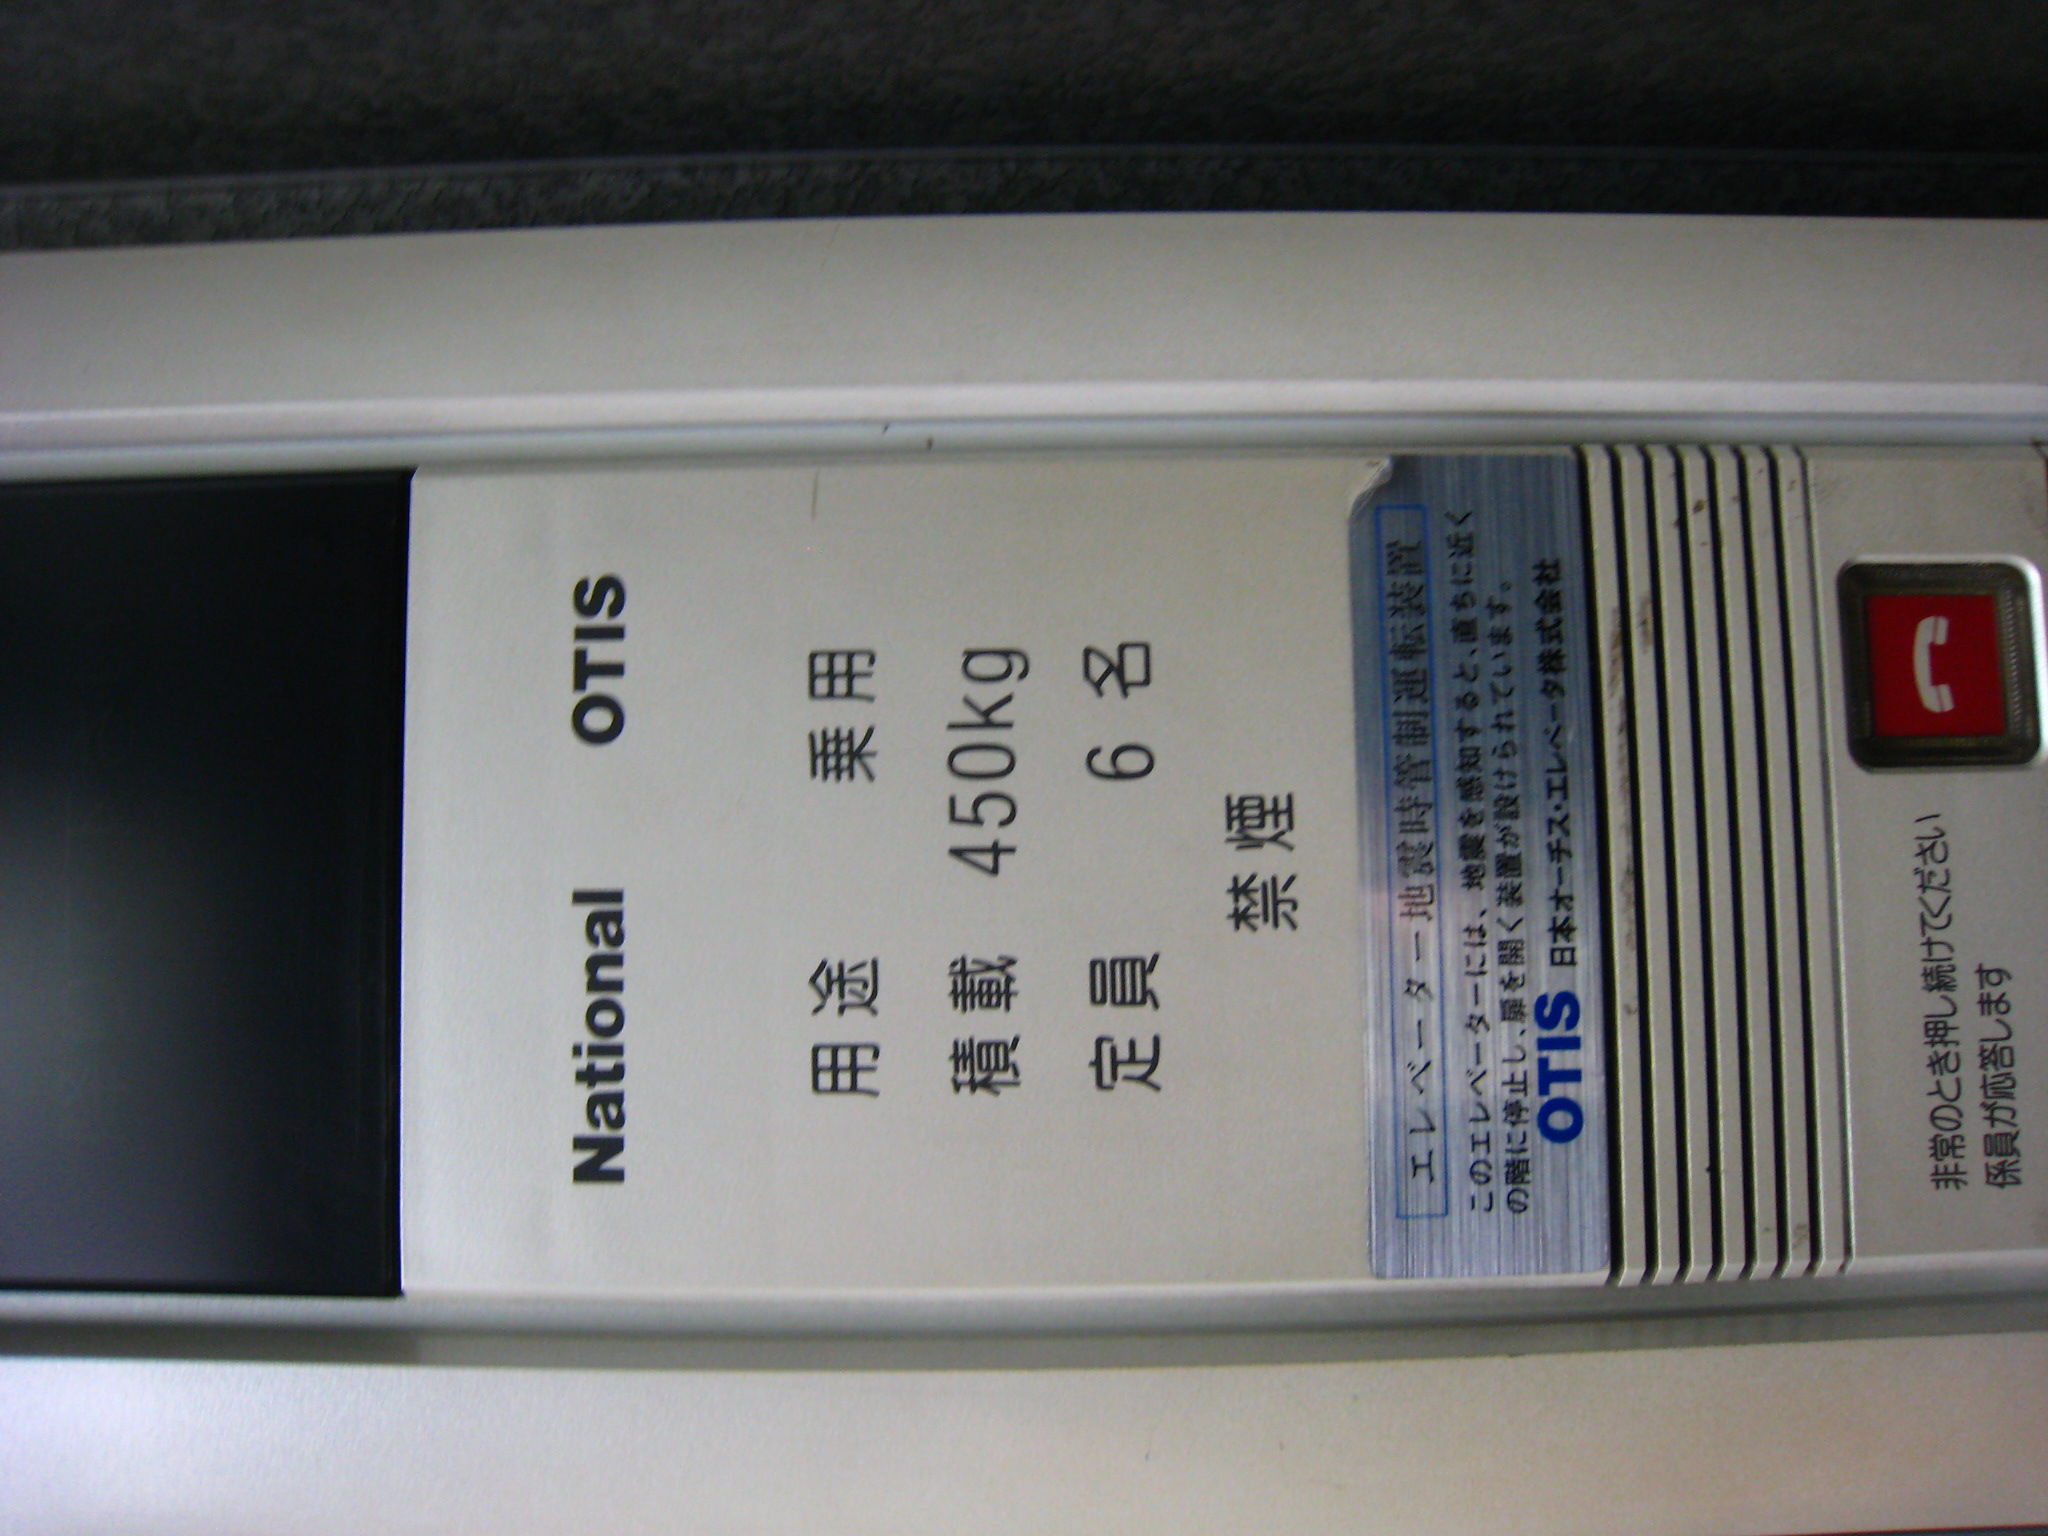 National OTIS
用途 乗用
積載 450kg
定員 6名
禁煙
エレベーター地震時管制運転装置
このエレベーターには、地震を感知すると、直ちに近く
の階に停止し、扉を開く装置が設けられています。
OTIS 日本オーチス・エレベータ株式会社
非常のとき押し続けてください
係員が応答します